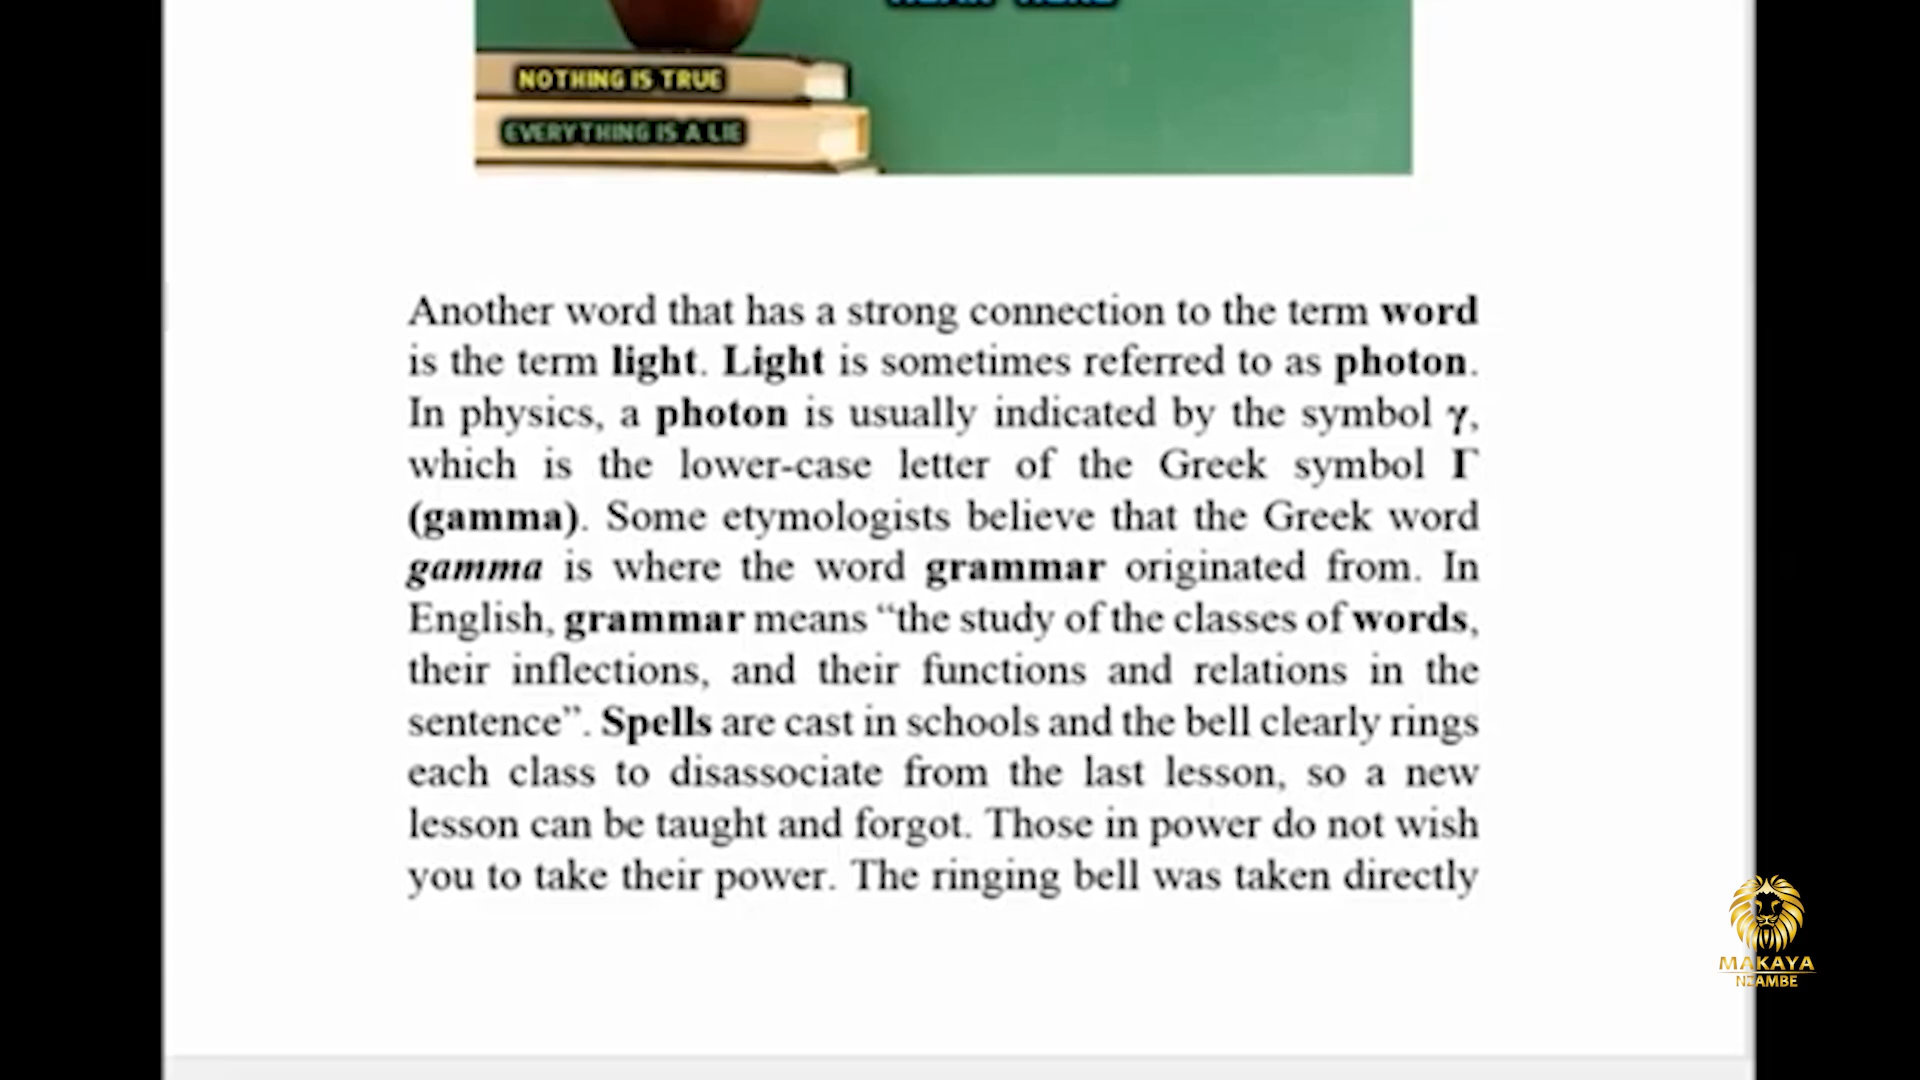 NOTHING IS TRUE
EVERYTHING IS A LIE
Another word that has a strong connection to the term word
is the term light. Light is sometimes referred to as photon.
In physics, a photon is usually indicated by the symbol γ,
which is the lower-case letter of the Greek symbol Γ
(gamma). Some etymologists believe that the Greek word
gamma is where the word grammar originated from. In
English, grammar means “the study of the classes of words,
their inflections, and their functions and relations in the
sentence”. Spells are cast in schools and the bell clearly rings
each class to disassociate from the last lesson, so a new
lesson can be taught and forgot. Those in power do not wish
you to take their power. The ringing bell was taken directly
MAKAYA
NZAMBE